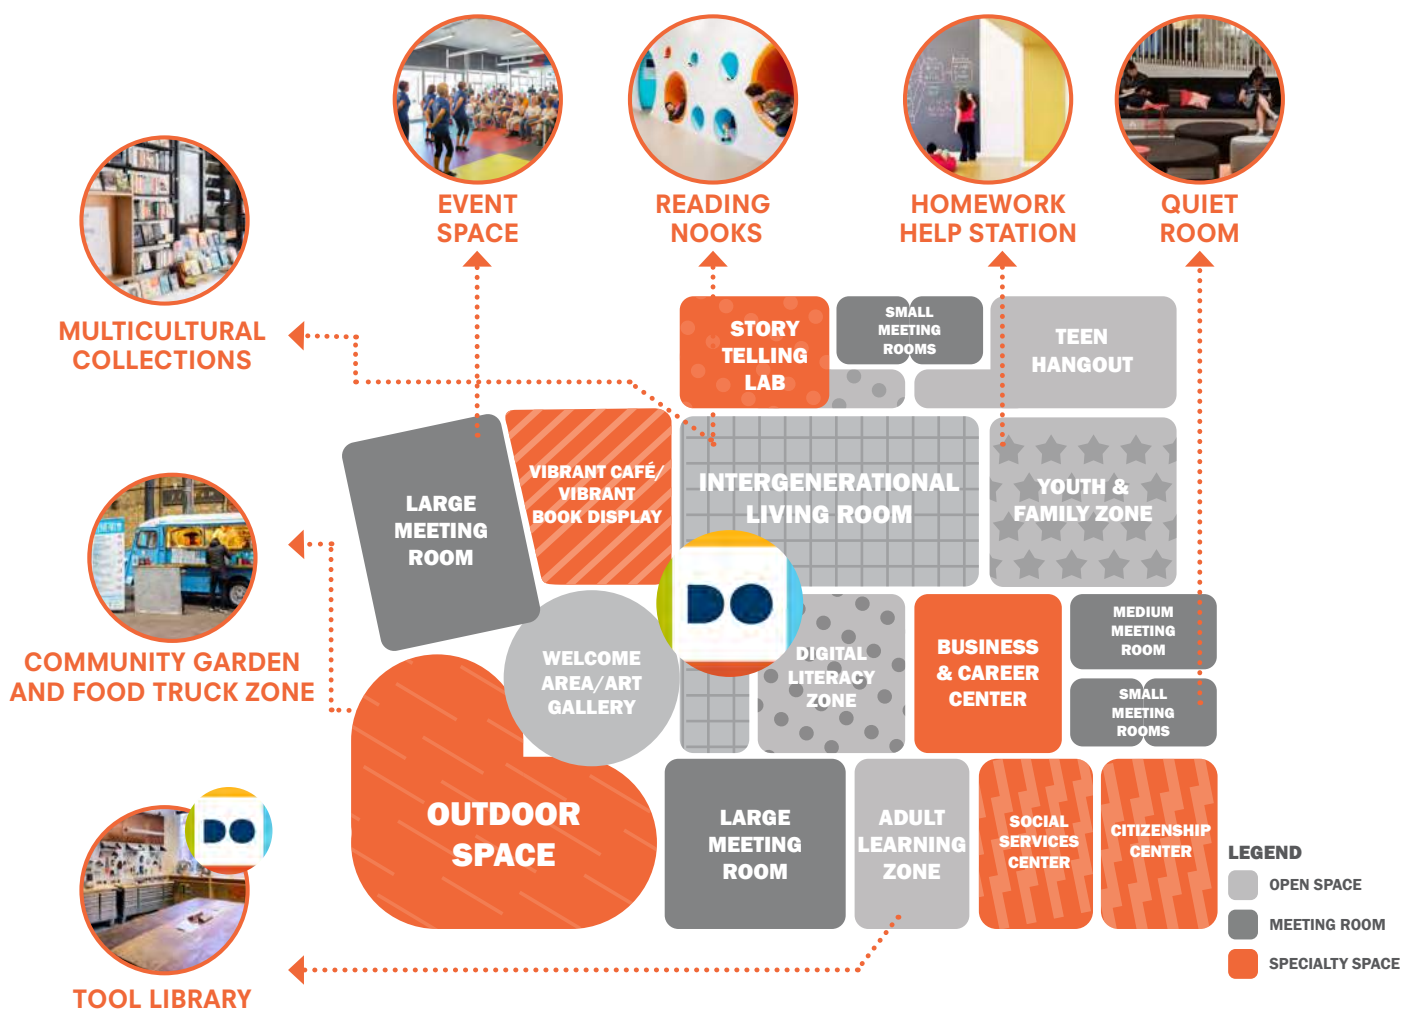 EVENT
SPACE
READING
NOOKS
HOMEWORK
HELP STATION
QUIET
ROOM
MULTICULTURAL
COLLECTIONS
STORY
TELLING
LAB
SMALL
MEETING
ROOMS
TEEN
HANGOUT
LARGE
MEETING
ROOM
VIBRANT CAFÉ/
VIBRANT
BOOK DISPLAY
INTERGENERATIONAL
LIVING ROOM
YOUTH &
FAMILY ZONE
COMMUNITY GARDEN
AND FOOD TRUCK ZONE
WELCOME
AREA/ART
GALLERY
DO
DIGITAL
LITERACY
ZONE
BUSINESS
& CAREER
CENTER
MEDIUM
MEETING
ROOM
SMALL
MEETING
ROOMS
OUTDOOR
SPACE
LARGE
MEETING
ROOM
ADULT
LEARNING
ZONE
SOCIAL
SERVICES
CENTER
CITIZENSHIP
CENTER
DO
TOOL LIBRARY
LEGEND
OPEN SPACE
MEETING ROOM
SPECIALTY SPACE